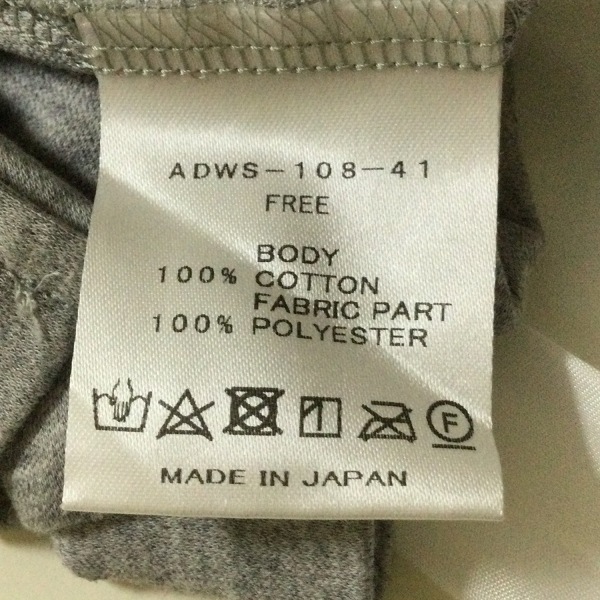 ADWS-108-41
FREE
BODY
100% COTTON
FABRIC PART
100% POLYESTER
F
MADE IN JAPAN